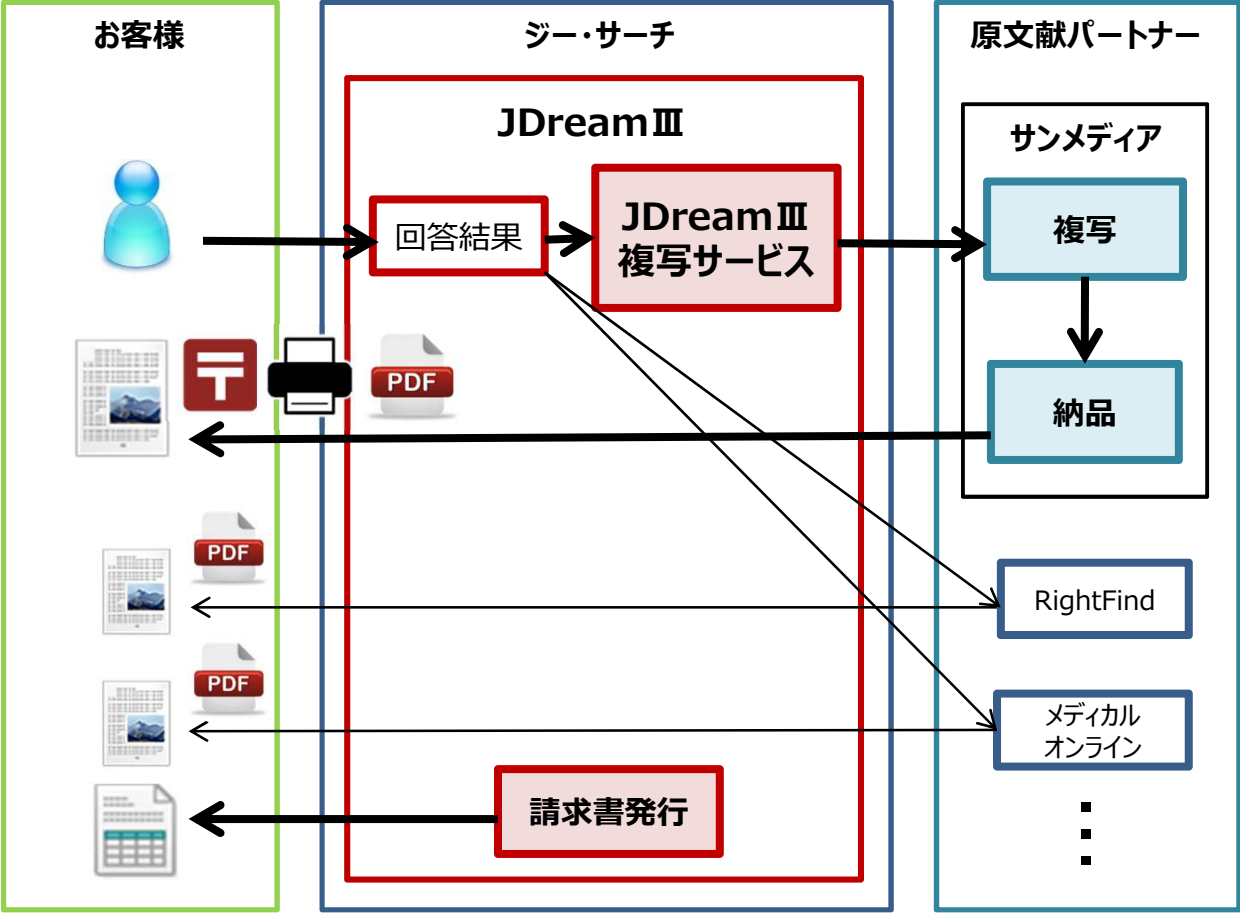 お客様
ジー・サーチ
原文献パートナー
JDreamⅢ
サンメディア
回答結果
JDreamⅢ
複写サービス
複写
PDF
納品
PDF
RightFind
PDF
メディカル
オンライン
請求書発行